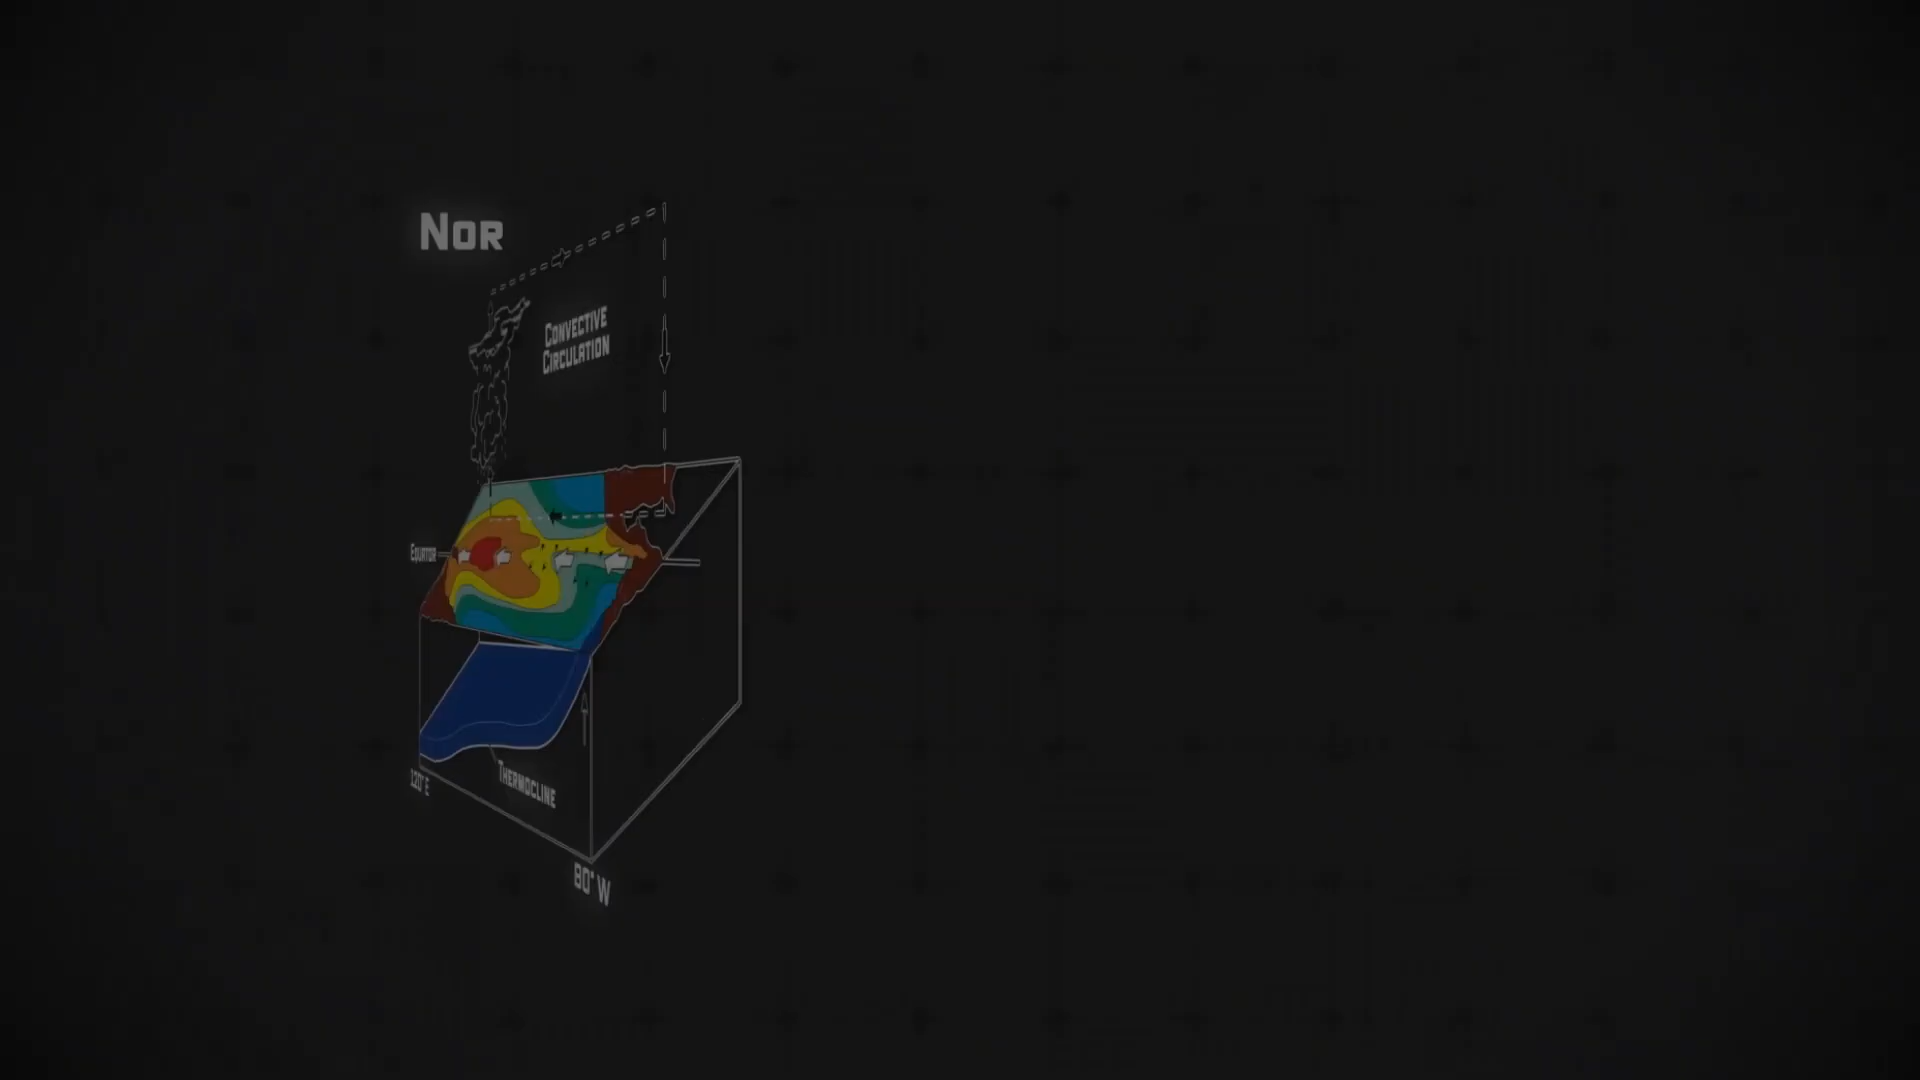 Nor
Convective
Circulation
Equator
Thermocline
120° E
80° W